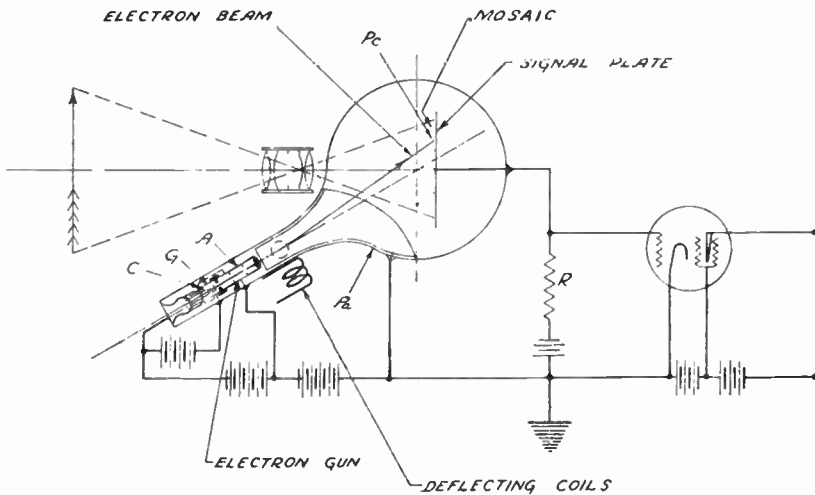 ELECTRON BEAM
MOSAIC
Pc
SIGNAL PLATE
A
G
C
Pa
R
ELECTRON GUN
DEFLECTING COILS